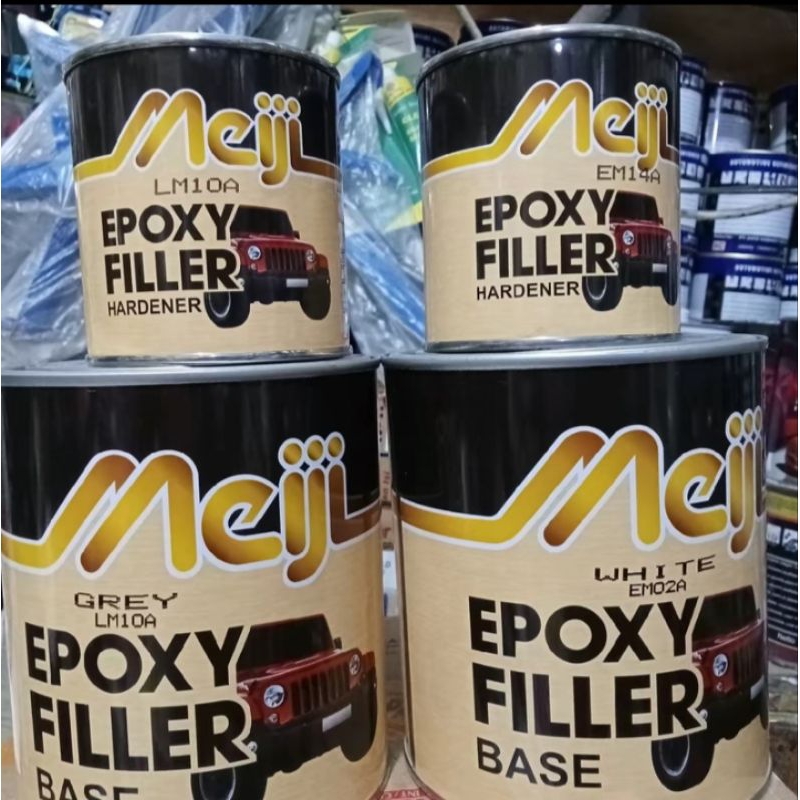 Meiji
LM10A
EPOXY
FILLER
HARDENER
Meiji
EM14A
EPOXY
FILLER
HARDENER
Meiji
GREY
LM10A
EPOXY
FILLER
BASE
Meiji
WHITE
EM02A
EPOXY
FILLER
BASE